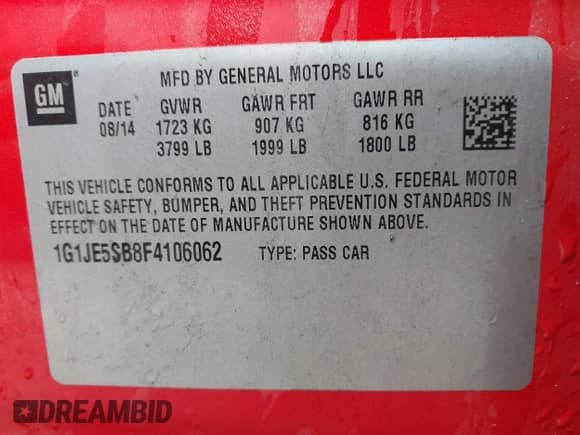 GM
MFD BY GENERAL MOTORS LLC
DATE GVWR GAWR FRT GAWR RR
08/14 1723 KG 907 KG 816 KG
3799 LB 1999 LB 1800 LB
THIS VEHICLE CONFORMS TO ALL APPLICABLE U.S. FEDERAL MOTOR
VEHICLE SAFETY, BUMPER, AND THEFT PREVENTION STANDARDS IN
EFFECT ON THE DATE OF MANUFACTURE SHOWN ABOVE.
1G1JE5SB8F4106062 TYPE: PASS CAR
DREAMBID